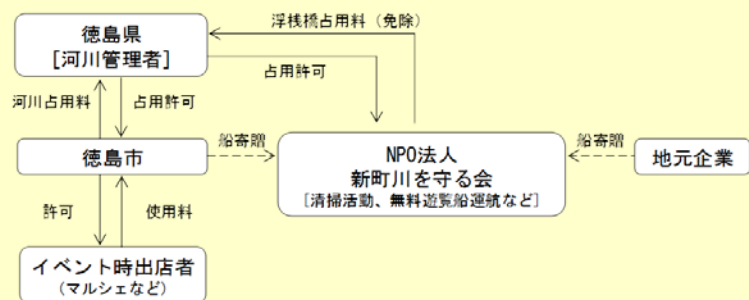 浮桟橋占用料（免除）
徳島県
[河川管理者]
占用許可
河川占用料
占用許可
船寄贈
船寄贈
徳島市
NPO法人
新町川を守る会
［清掃活動、無料遊覧船運航など］
地元企業
許可
使用料
イベント時出店者
（マルシェなど）